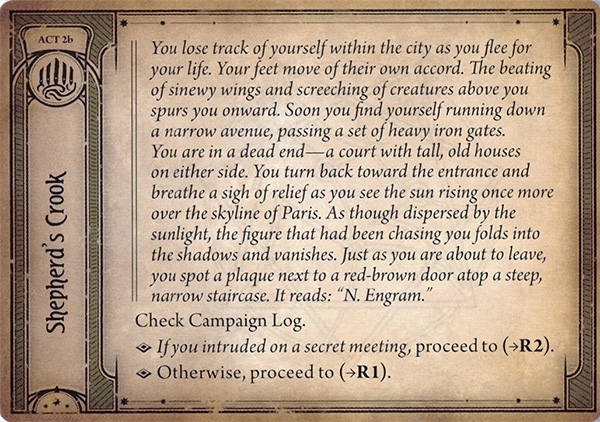 ACT 2b
Shepherd's Crook
You lose track of yourself within the city as you flee for
your life. Your feet move of their own accord. The beating
of sinewy wings and screeching of creatures above you
spurs you onward. Soon you find yourself running down
a narrow avenue, passing a set of heavy iron gates.
You are in a dead end—a court with tall, old houses
on either side. You turn back toward the entrance and
breathe a sigh of relief as you see the sun rising once more
over the skyline of Paris. As though dispersed by the
sunlight, the figure that had been chasing you folds into
the shadows and vanishes. Just as you are about to leave,
you spot a plaque next to a red-brown door atop a steep,
narrow staircase. It reads: “N. Engram.”
Check Campaign Log.
If you intruded on a secret meeting, proceed to (→R2).
Otherwise, proceed to (→R1).